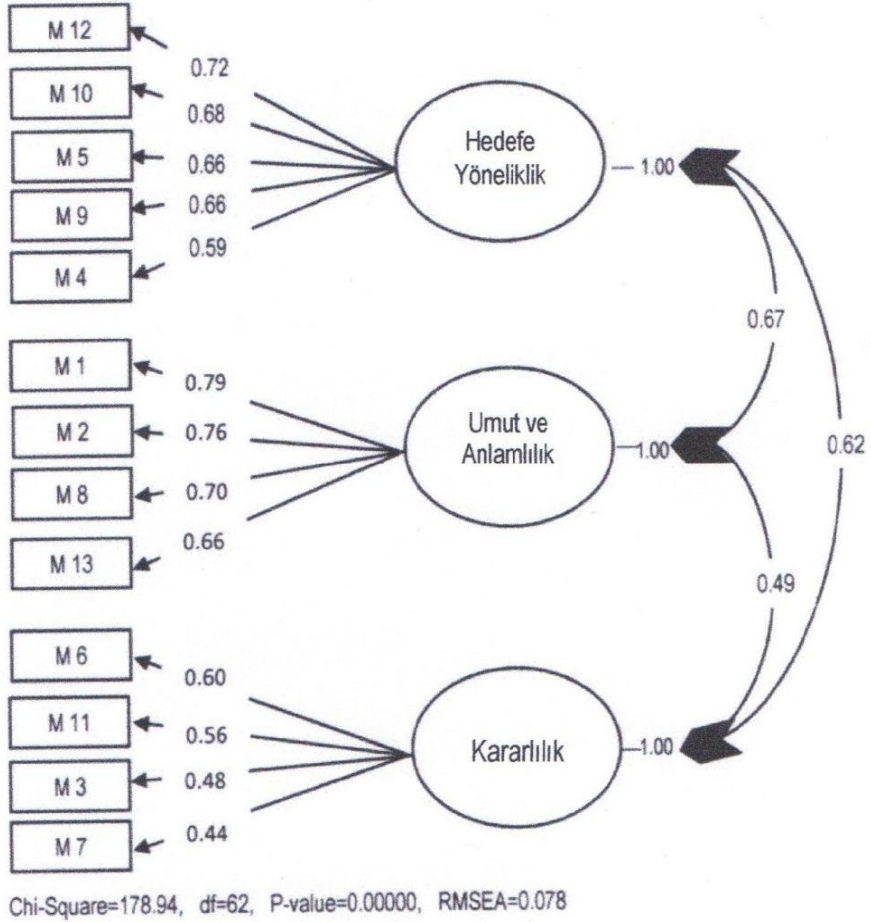 M 12
0.72
M 10
0.68
M 5
0.66
M 9
0.66
M 4
0.59
Hedefe
Yöneliklik
1.00
M 1
0.79
M 2
0.76
M 8
0.70
M 13
0.66
Umut ve
Anlamlılık
1.00
M 6
0.60
M 11
0.56
M 3
0.48
M 7
0.44
Kararlılık
1.00
0.67
0.62
0.49
Chi-Square=178.94, df=62, P-value=0.00000, RMSEA=0.078